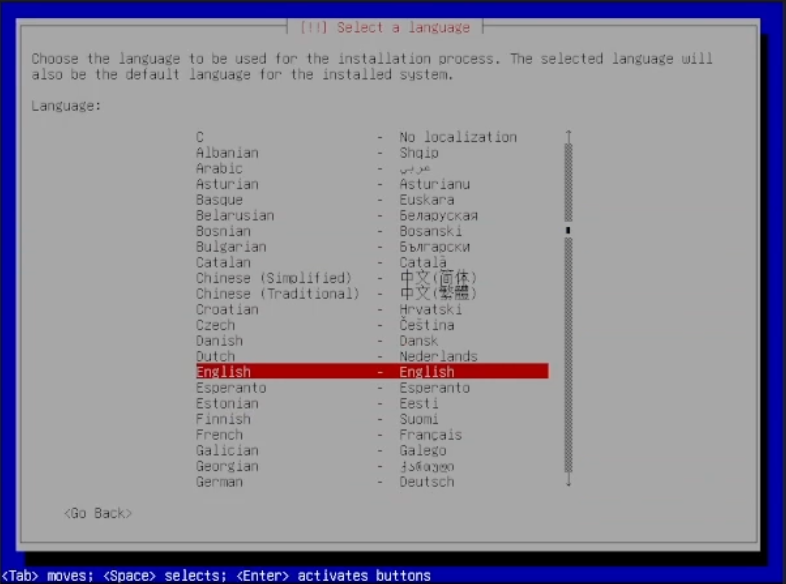 [!!] Select a language
Choose the language to be used for the installation process. The selected language will
also be the default language for the installed system.
Language:
C - No localization
Albanian - Shqip
Arabic - عربي
Asturian - Asturianu
Basque - Euskara
Belarusian - Беларуская
Bosnian - Bosanski
Bulgarian - Български
Catalan - Català
Chinese (Simplified) - 中文(简体)
Chinese (Traditional) - 中文(繁體)
Croatian - Hrvatski
Czech - Čeština
Danish - Dansk
Dutch - Nederlands
English - English
Esperanto - Esperanto
Estonian - Eesti
Finnish - Suomi
French - Français
Galician - Galego
Georgian - ქართული
German - Deutsch
<Go Back>
<Tab> moves; <Space> selects; <Enter> activates buttons